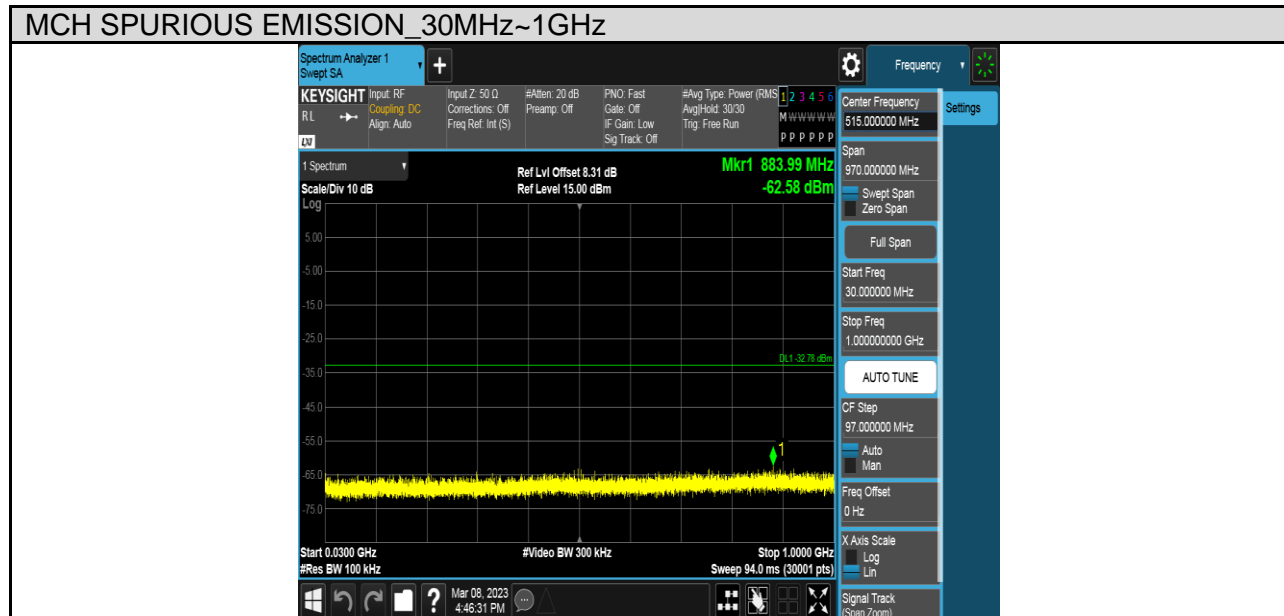 MCH SPURIOUS EMISSION_30MHz~1GHz
Spectrum Analyzer 1
Swept SA
Frequency
KEYSIGHT
RL
LXI
Input: RF
Coupling: DC
Align: Auto
Input Z: 50 Ω
Corrections: Off
Freq Ref: Int (S)
#Atten: 20 dB
Preamp: Off
PNO: Fast
Gate: Off
IF Gain: Low
Sig Track: Off
#Avg Type: Power (RMS
Avg|Hold: 30/30
Trig: Free Run
1 2 3 4 5 6
M W W W W W
P P P P P P
Center Frequency
515.000000 MHz
Settings
1 Spectrum
Scale/Div 10 dB
Log
Ref Lvl Offset 8.31 dB
Ref Level 15.00 dBm
Mkr1 883.99 MHz
-62.58 dBm
Span
970.000000 MHz
Swept Span
Zero Span
Full Span
Start Freq
30.000000 MHz
Stop Freq
1.000000000 GHz
AUTO TUNE
CF Step
97.000000 MHz
Auto
Man
Freq Offset
0 Hz
X Axis Scale
Log
Lin
Signal Track
(Span Zoom)
5.00
-5.00
-15.0
-25.0
DL1 -32.78 dBm
-35.0
-45.0
-55.0
1
-65.0
-75.0
Start 0.0300 GHz
#Video BW 300 kHz
Stop 1.0000 GHz
#Res BW 100 kHz
Sweep 94.0 ms (30001 pts)
?
Mar 08, 2023
4:46:31 PM